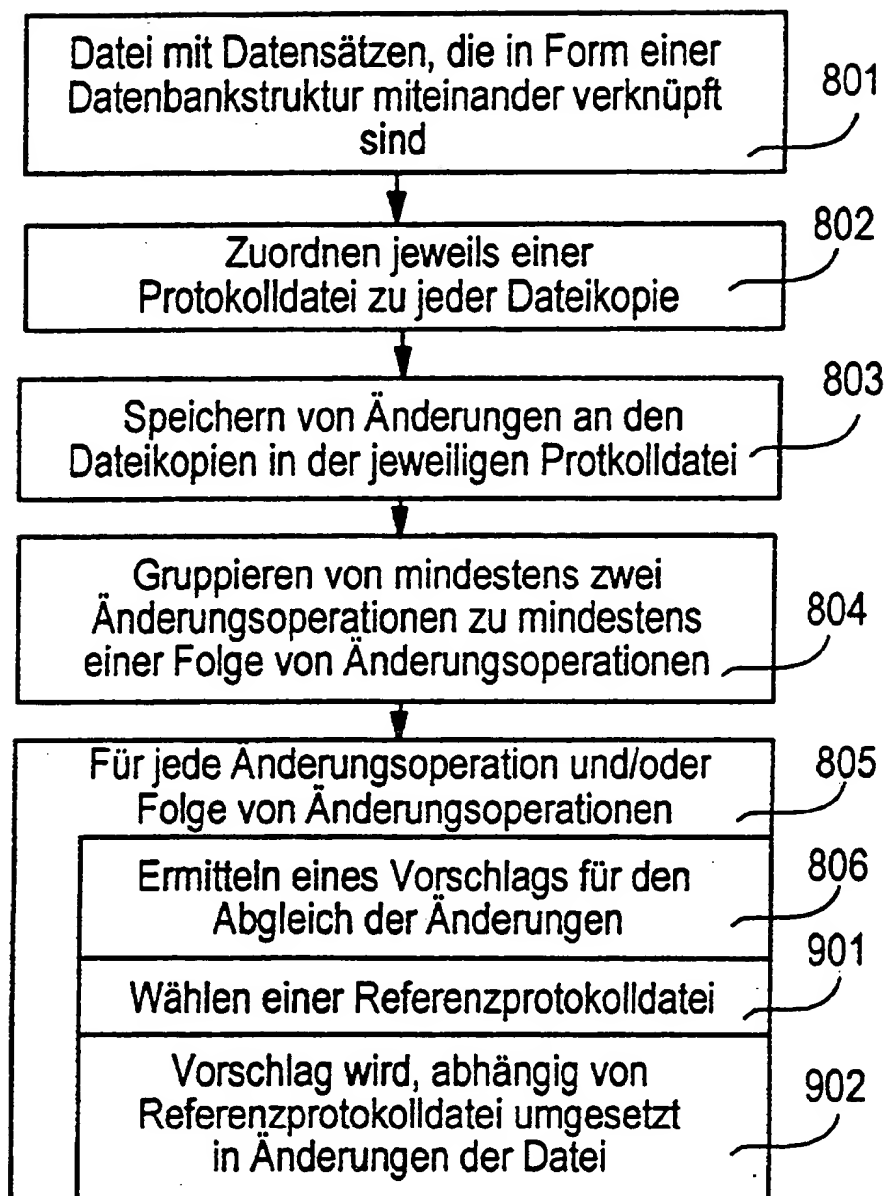 Datei mit Datensätzen, die in Form einer
Datenbankstruktur miteinander verknüpft
sind
801
802
Zuordnen jeweils einer
Protokolldatei zu jeder Dateikopie
803
Speichern von Änderungen an den
Dateikopien in der jeweiligen Protkolldatei
Gruppieren von mindestens zwei
Änderungsoperationen zu mindestens
einer Folge von Änderungsoperationen
804
Für jede Änderungsoperation und/oder
Folge von Änderungsoperationen
805
Ermitteln eines Vorschlags für den
Abgleich der Änderungen
806
901
Wählen einer Referenzprotokolldatei
Vorschlag wird, abhängig von
Referenzprotokolldatei umgesetzt
in Änderungen der Datei
902